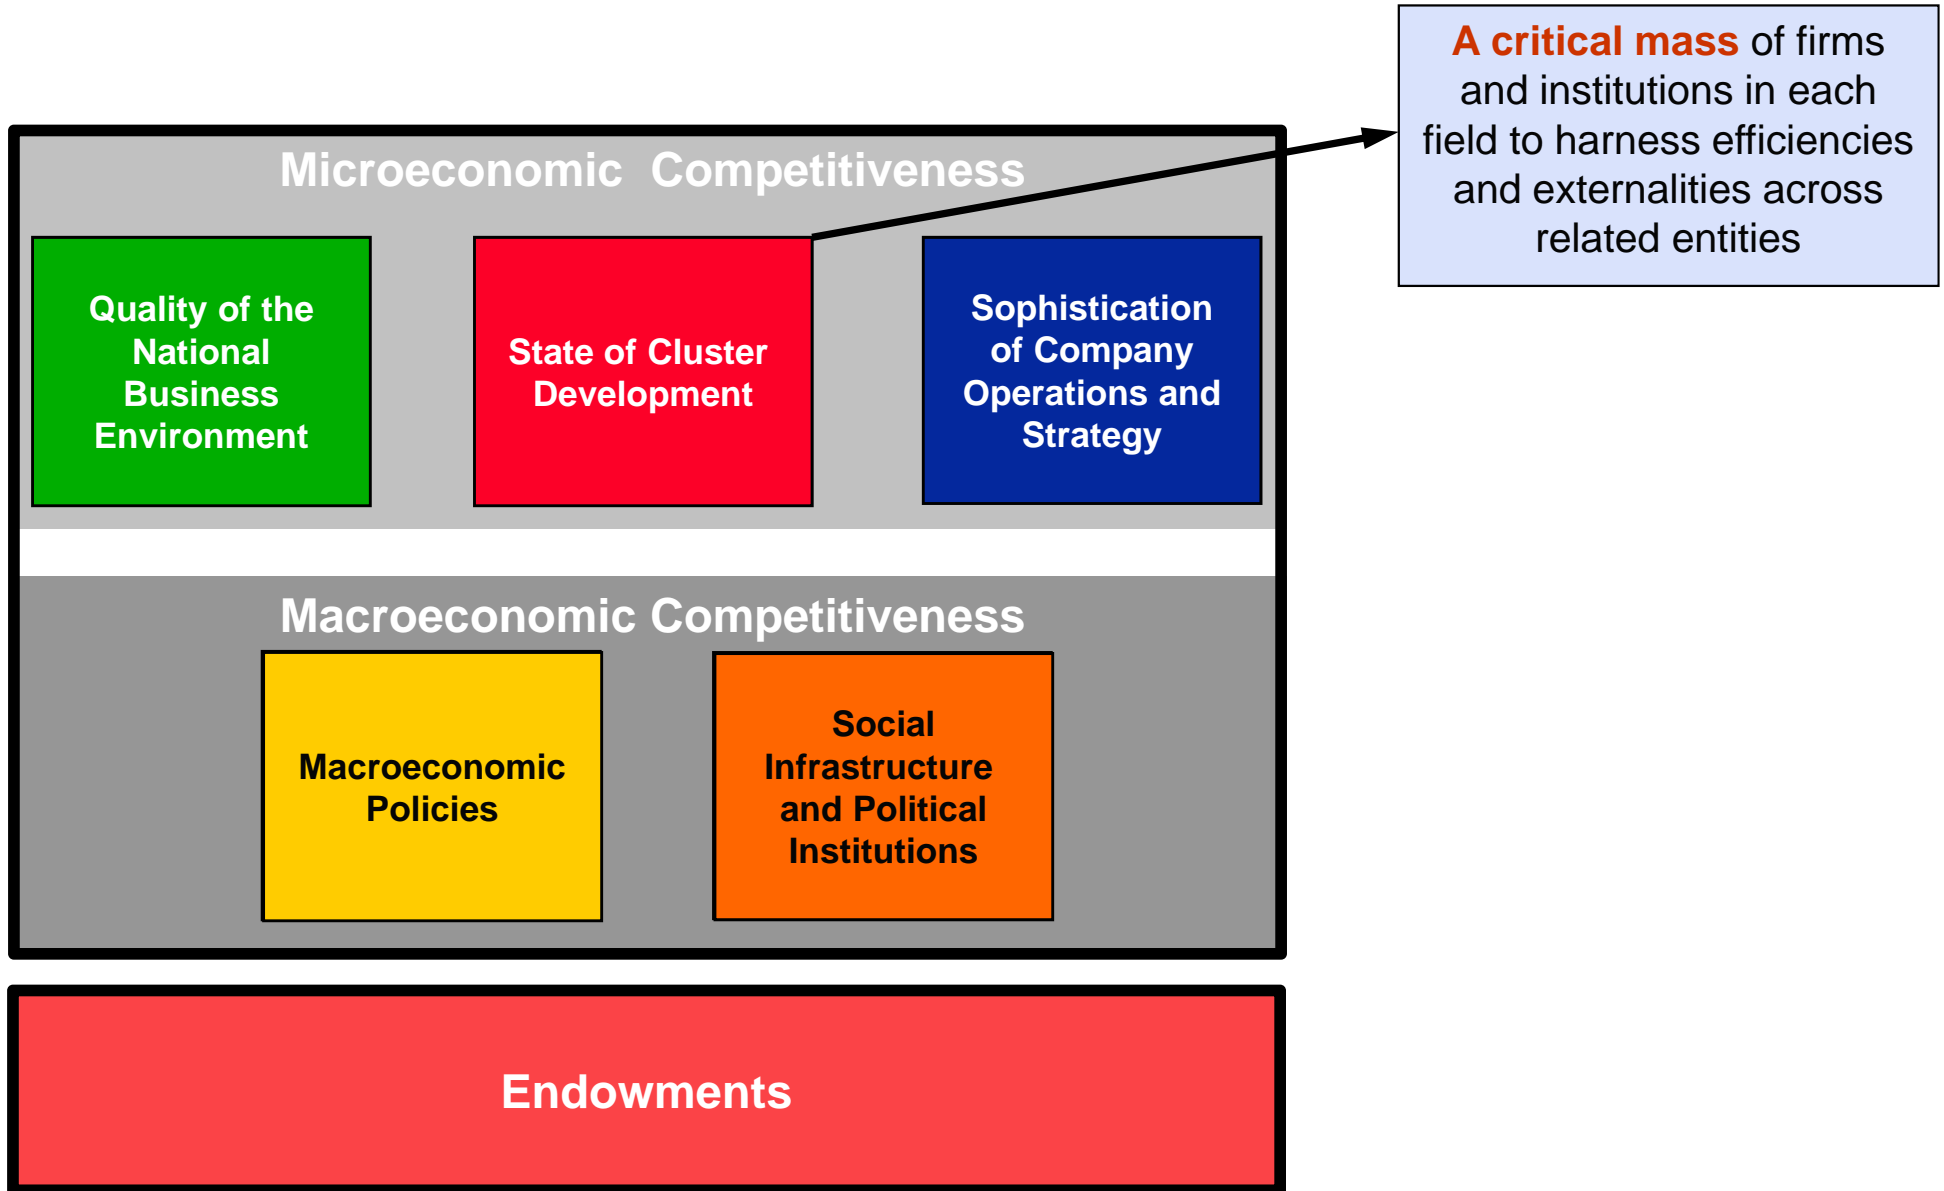 A critical mass of firms
and institutions in each
field to harness efficiencies
and externalities across
related entities
Microeconomic Competitiveness
Quality of the
National
Business
Environment
State of Cluster
Development
Sophistication
of Company
Operations and
Strategy
Macroeconomic Competitiveness
Macroeconomic
Policies
Social
Infrastructure
and Political
Institutions
Endowments